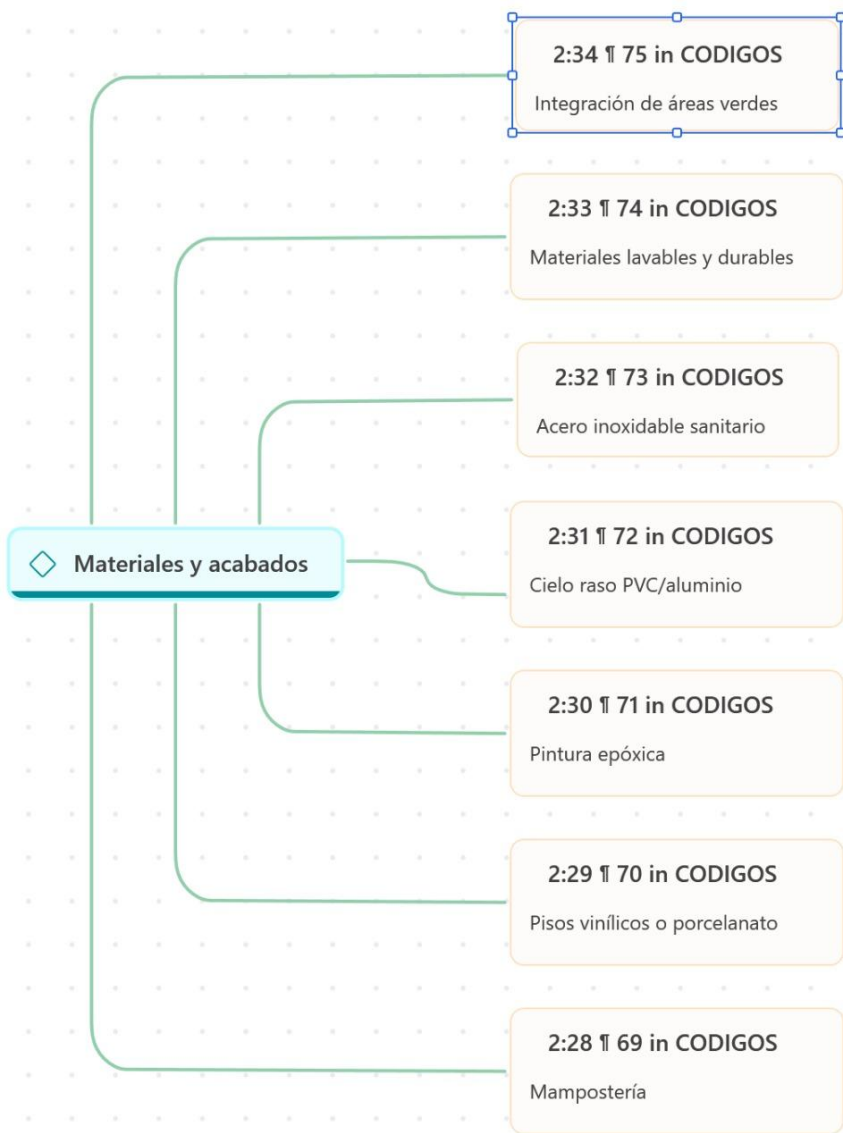 2:34 ¶ 75 in CODIGOS
Integración de áreas verdes
2:33 ¶ 74 in CODIGOS
Materiales lavables y durables
2:32 ¶ 73 in CODIGOS
Acero inoxidable sanitario
Materiales y acabados
2:31 ¶ 72 in CODIGOS
Cielo raso PVC/aluminio
2:30 ¶ 71 in CODIGOS
Pintura epóxica
2:29 ¶ 70 in CODIGOS
Pisos vinílicos o porcelanato
2:28 ¶ 69 in CODIGOS
Mampostería